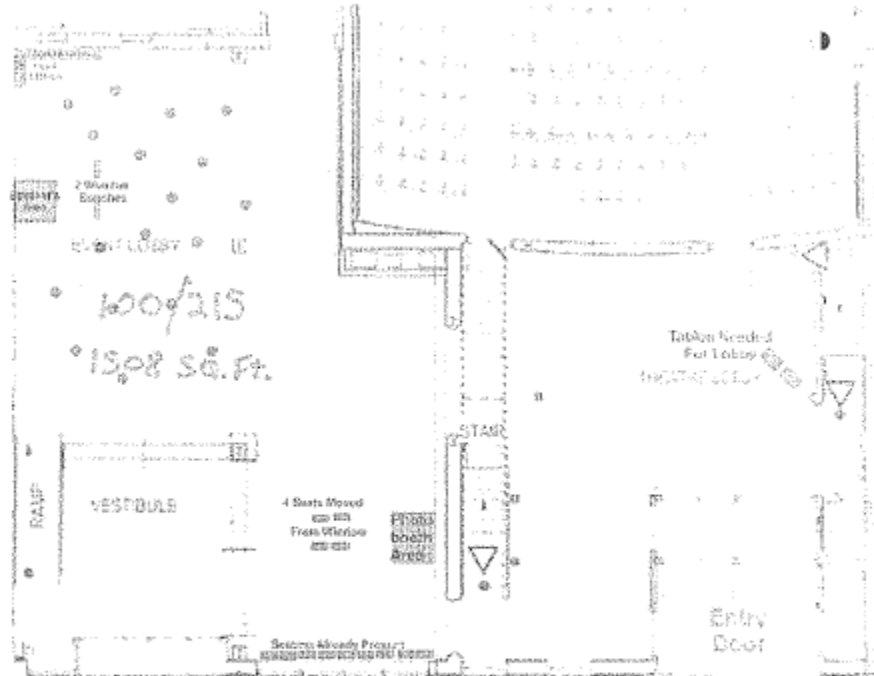 2 Window
Benches
EVENT LOBBY
100/215
1508 SQ. Ft.
Tables Needed
For Lobby
THEATRE LOBBY
STAIR
RAMP
VESTIBULE
4 Seats Moved
From Window
Photo
booth
Area
Entry
Door
Seating Already Present